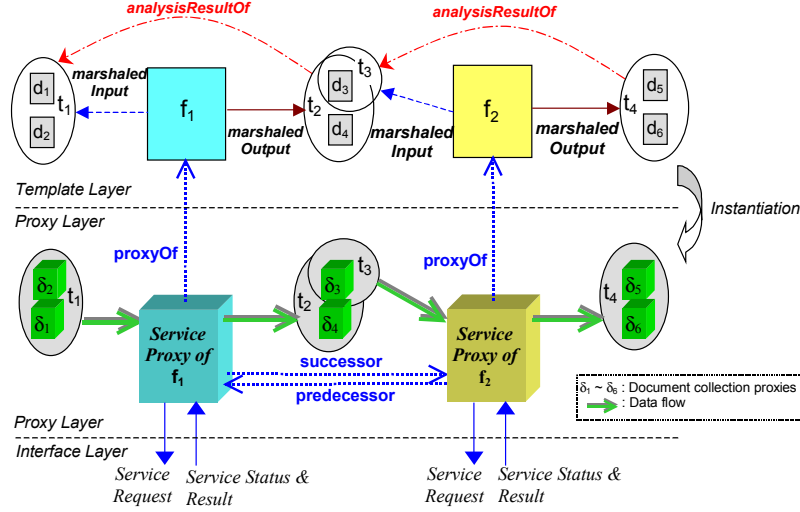 analysisResultOf
analysisResultOf
marshaled
Input
d1
d2
t1
f1
t2
t3
d3
d4
marshaled
Output
marshaled
Input
f2
marshaled
Output
t4
d5
d6
Template Layer
Proxy Layer
Instantiation
proxyOf
proxyOf
δ2
δ1
t1
Service
Proxy of
f1
t2
t3
δ3
δ4
Service
Proxy of
f2
t4
δ5
δ6
successor
predecessor
δ1 ~ δ6 : Document collection proxies
: Data flow
Proxy Layer
Interface Layer
Service
Request
Service Status &
Result
Service
Request
Service Status &
Result